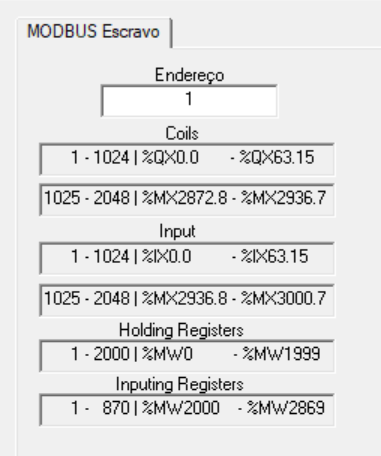 MODBUS Escravo
Endereço
1
Coils
1 - 1024 | %QX0.0 - %QX63.15
1025 - 2048 | %MX2872.8 - %MX2936.7
Input
1 - 1024 | %IX0.0 - %IX63.15
1025 - 2048 | %MX2936.8 - %MX3000.7
Holding Registers
1 - 2000 | %MW0 - %MW1999
Inputing Registers
1 - 870 | %MW2000 - %MW2869